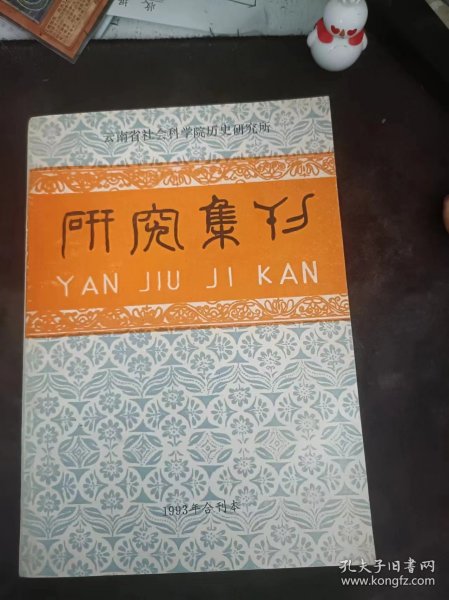 云南省社会科学院历史研究所
研究集刊
YAN JIU JI KAN
1993年合刊本
孔夫子旧书网
www.kongfz.com